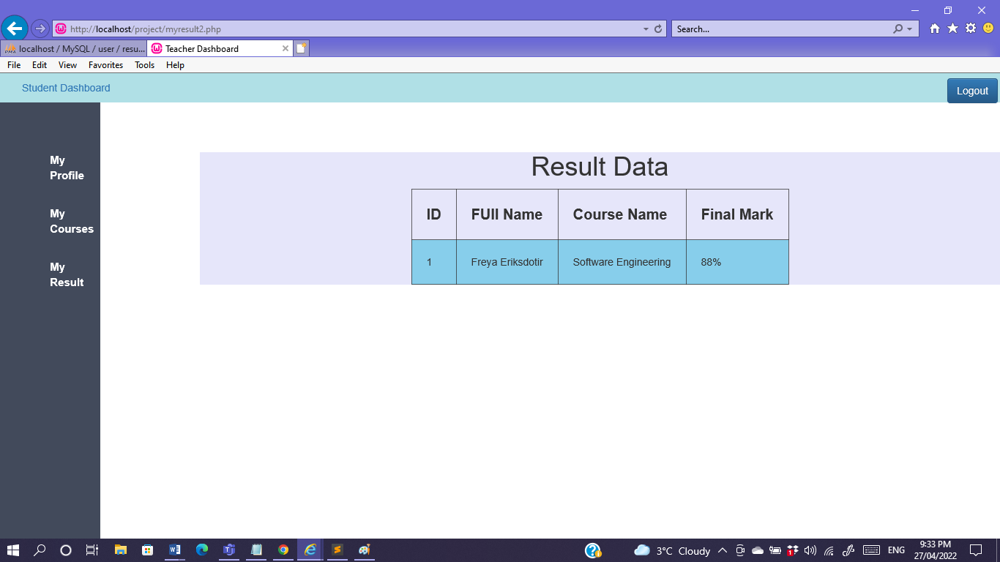 http://localhost/project/myresult2.php
Search...
localhost / MySQL / user / resu...
Teacher Dashboard
File Edit View Favorites Tools Help
Student Dashboard
Logout
My
Profile
My
Courses
My
Result
Result Data
ID FUll Name Course Name Final Mark
1 Freya Eriksdotir Software Engineering 88%
3°C Cloudy
ENG
9:33 PM
27/04/2022